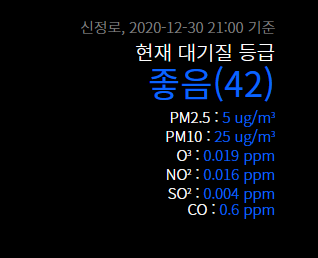 신정로, 2020-12-30 21:00 기준
현재 대기질 등급
좋음(42)
PM2.5 : 5 ug/m³
PM10 : 25 ug/m³
O³ : 0.019 ppm
NO² : 0.016 ppm
SO² : 0.004 ppm
CO : 0.6 ppm